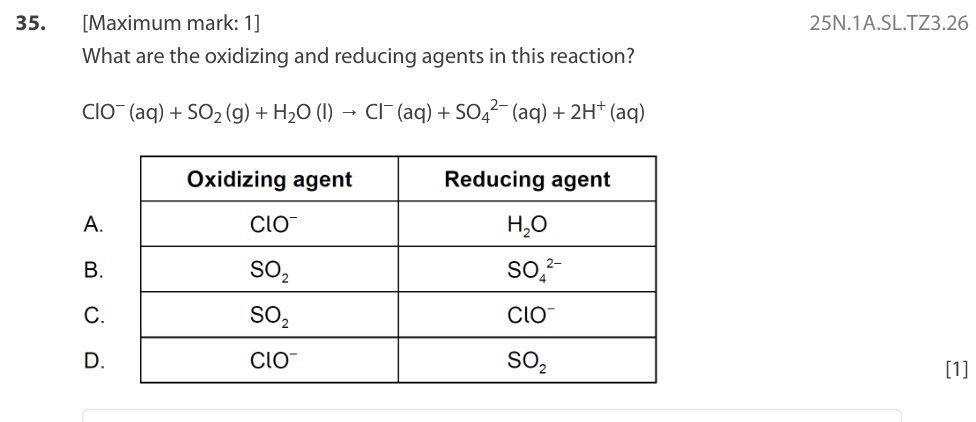 35. [Maximum mark: 1] 25N.1A.SL.TZ3.26
What are the oxidizing and reducing agents in this reaction?
ClO⁻ (aq) + SO₂ (g) + H₂O (l) → Cl⁻ (aq) + SO₄²⁻ (aq) + 2H⁺ (aq)
Oxidizing agent Reducing agent
A. ClO⁻ H₂O
B. SO₂ SO₄²⁻
C. SO₂ ClO⁻
D. ClO⁻ SO₂
[1]